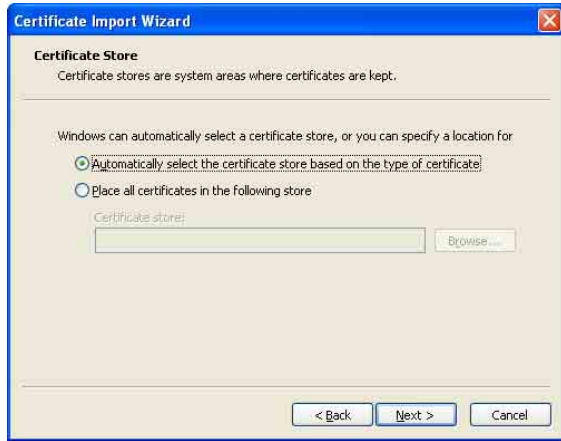 Certificate Import Wizard
Certificate Store
Certificate stores are system areas where certificates are kept.
Windows can automatically select a certificate store, or you can specify a location for
Automatically select the certificate store based on the type of certificate
Place all certificates in the following store
Certificate store:
Browse...
< Back
Next >
Cancel